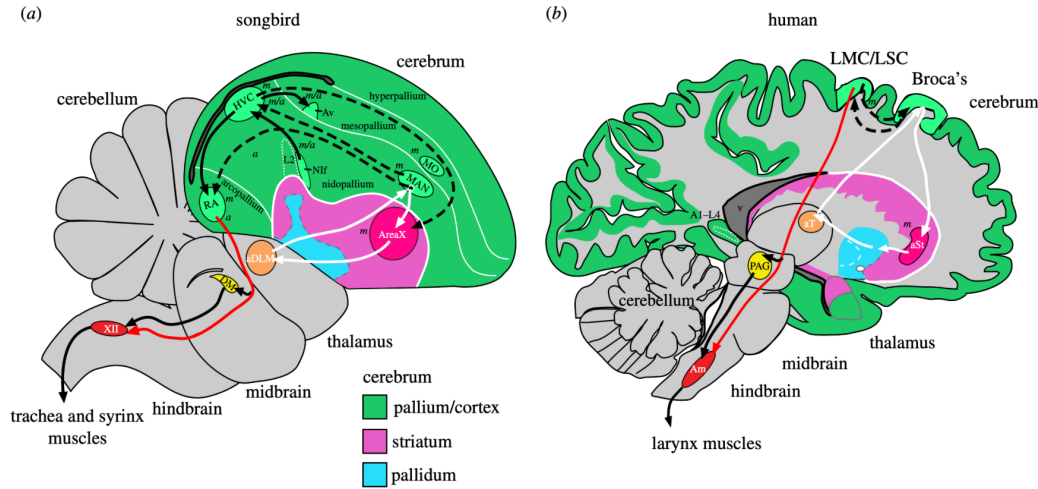 (a)
songbird
cerebrum
cerebellum
HVC
m
m/a
Av
hyperpallium
mesopallium
m/a
a
L2
NIf
m
MO
m
MAN
nidopallium
arcopallium
RA
m
a
m
AreaX
aDLM
DM
XII
thalamus
midbrain
hindbrain
trachea and syrinx
muscles
cerebrum
pallium/cortex
striatum
pallidum
(b)
human
LMC/LSC
Broca's
cerebrum
m
A1–L4
v
aT
m
aSt
PAG
cerebellum
thalamus
midbrain
Am
hindbrain
larynx muscles